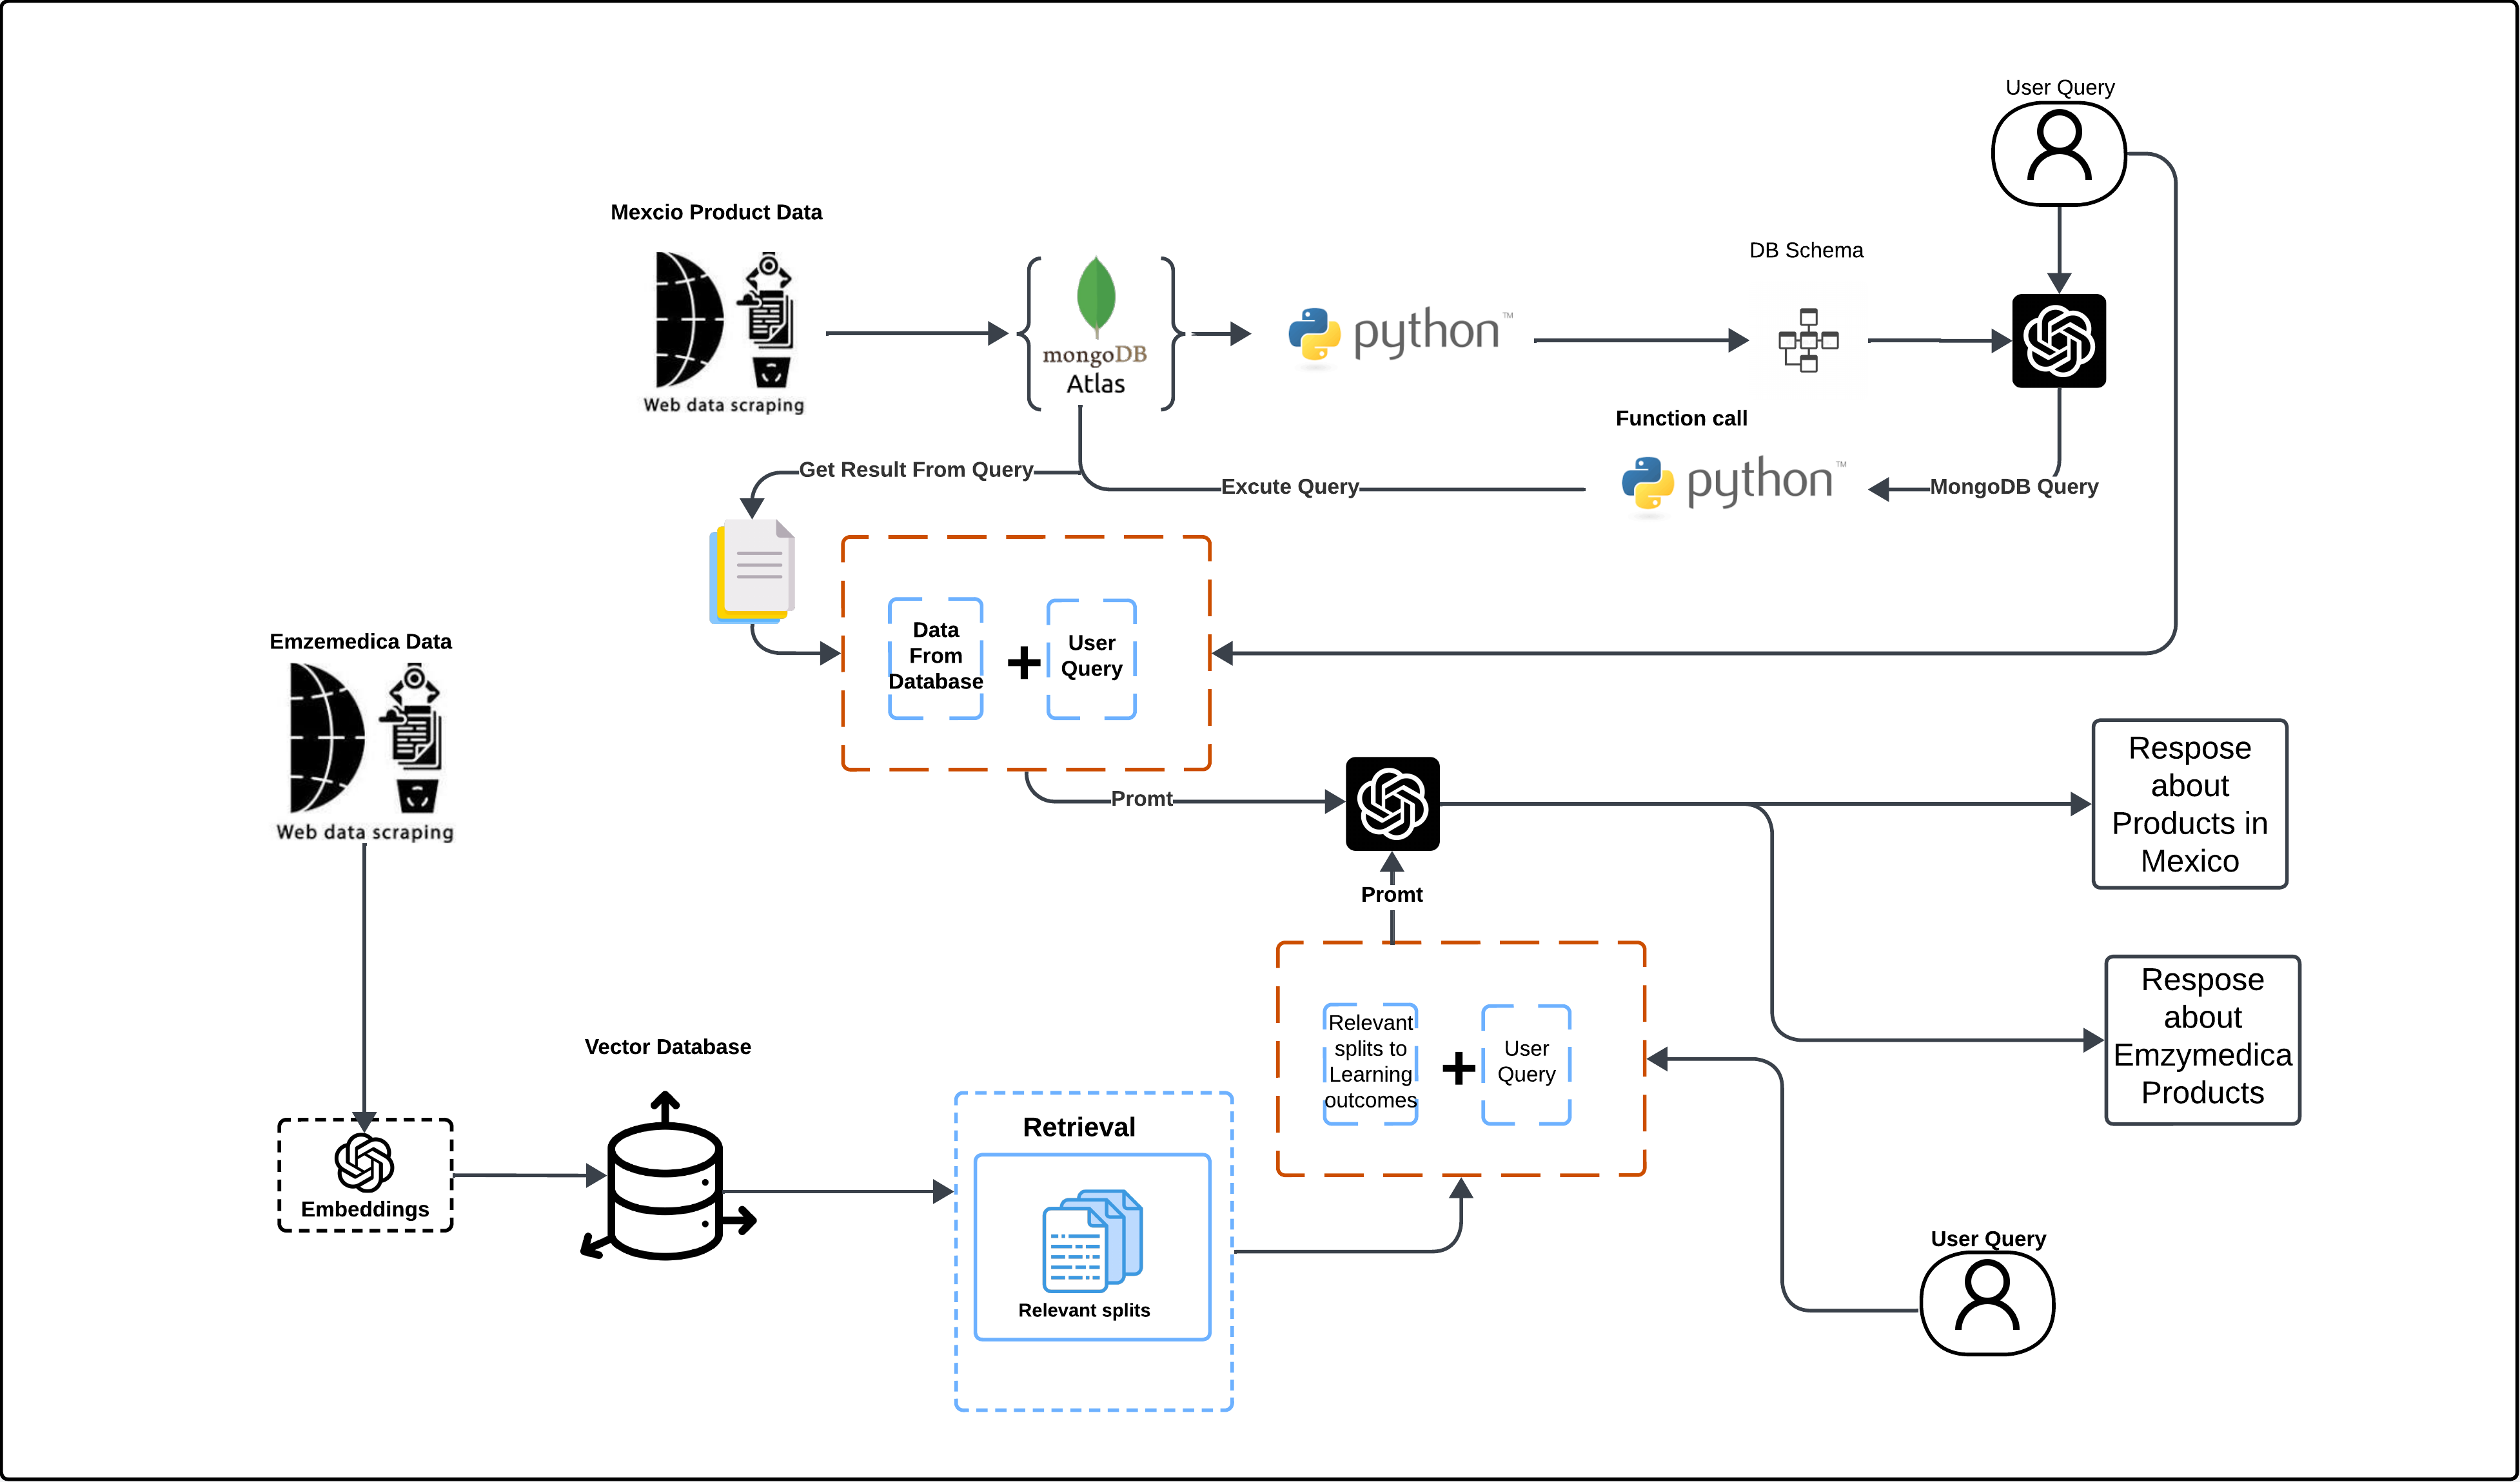 User Query
Mexcio Product Data
DB Schema
mongoDB
Atlas
python™
Web data scraping
Function call
Get Result From Query
Excute Query
python™
MongoDB Query
Data
From
Database
+
User
Query
Emzemedica Data
Web data scraping
Promt
Respose
about
Products in
Mexico
Promt
Respose
about
Emzymedica
Products
Relevant
splits to
Learning
outcomes
+
User
Query
Vector Database
Retrieval
Relevant splits
Embeddings
User Query